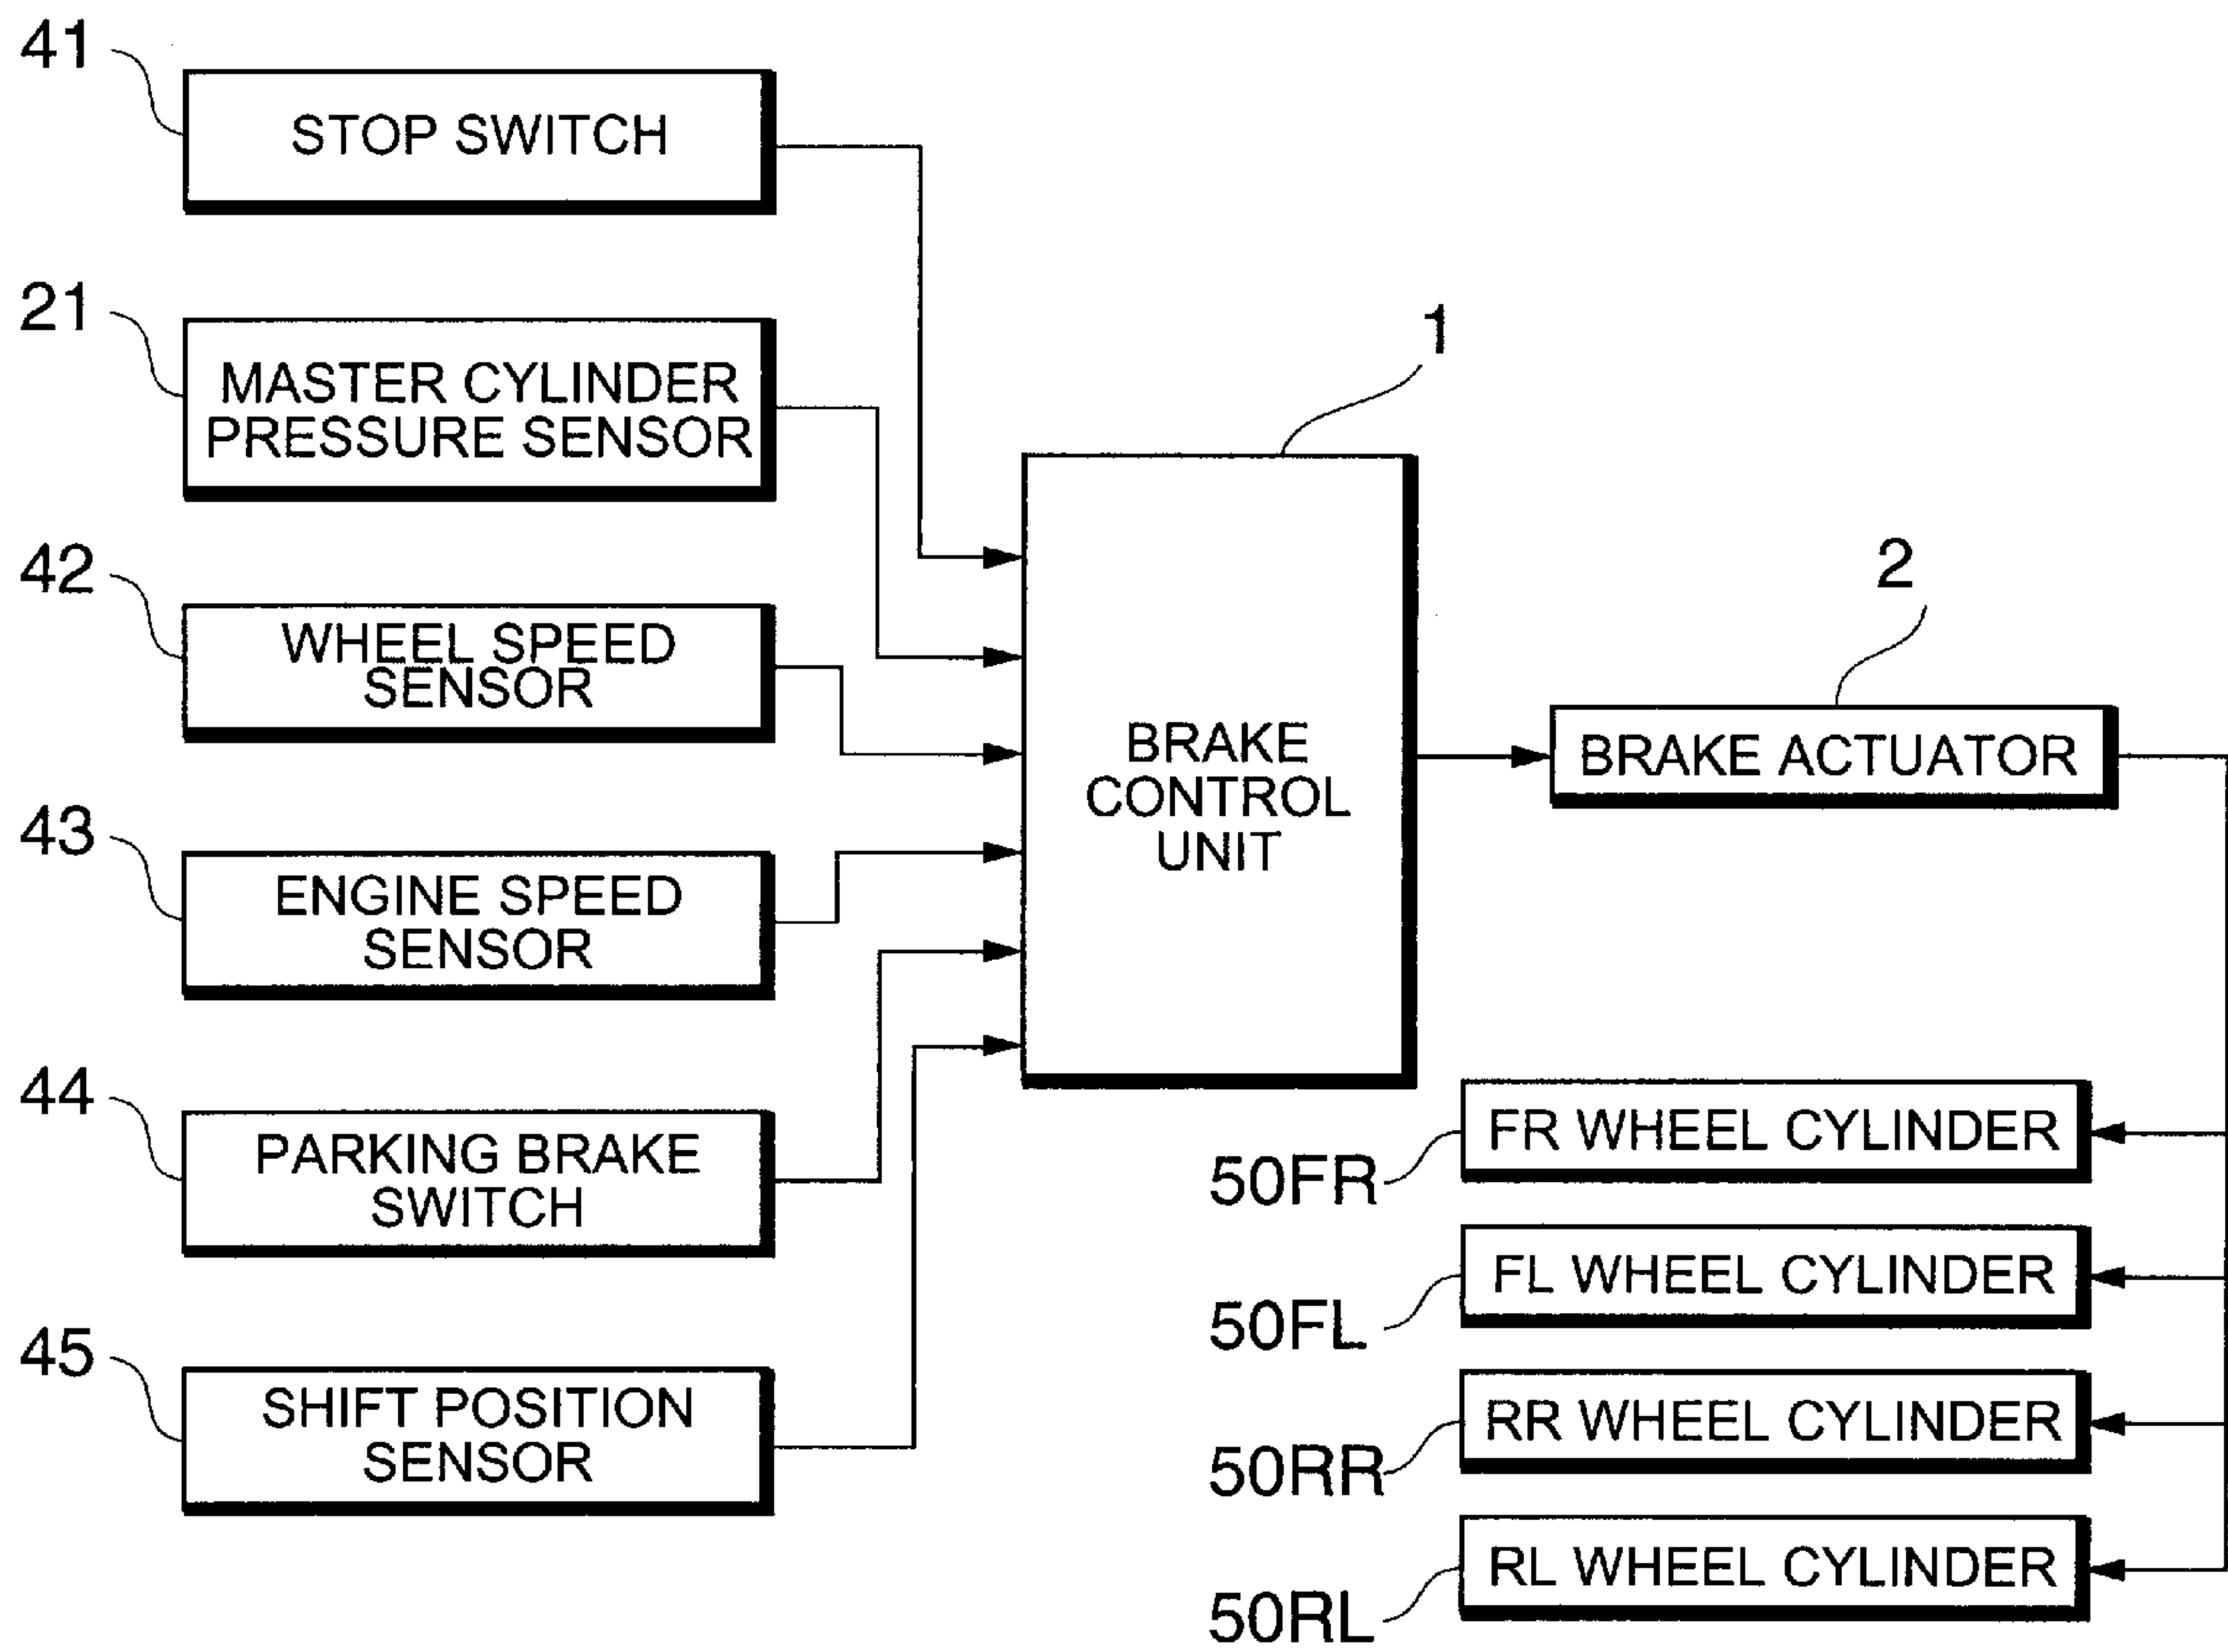 41
STOP SWITCH
21
MASTER CYLINDER
PRESSURE SENSOR
42
WHEEL SPEED
SENSOR
43
ENGINE SPEED
SENSOR
44
PARKING BRAKE
SWITCH
45
SHIFT POSITION
SENSOR
1
BRAKE
CONTROL
UNIT
2
BRAKE ACTUATOR
50FR
FR WHEEL CYLINDER
50FL
FL WHEEL CYLINDER
50RR
RR WHEEL CYLINDER
50RL
RL WHEEL CYLINDER